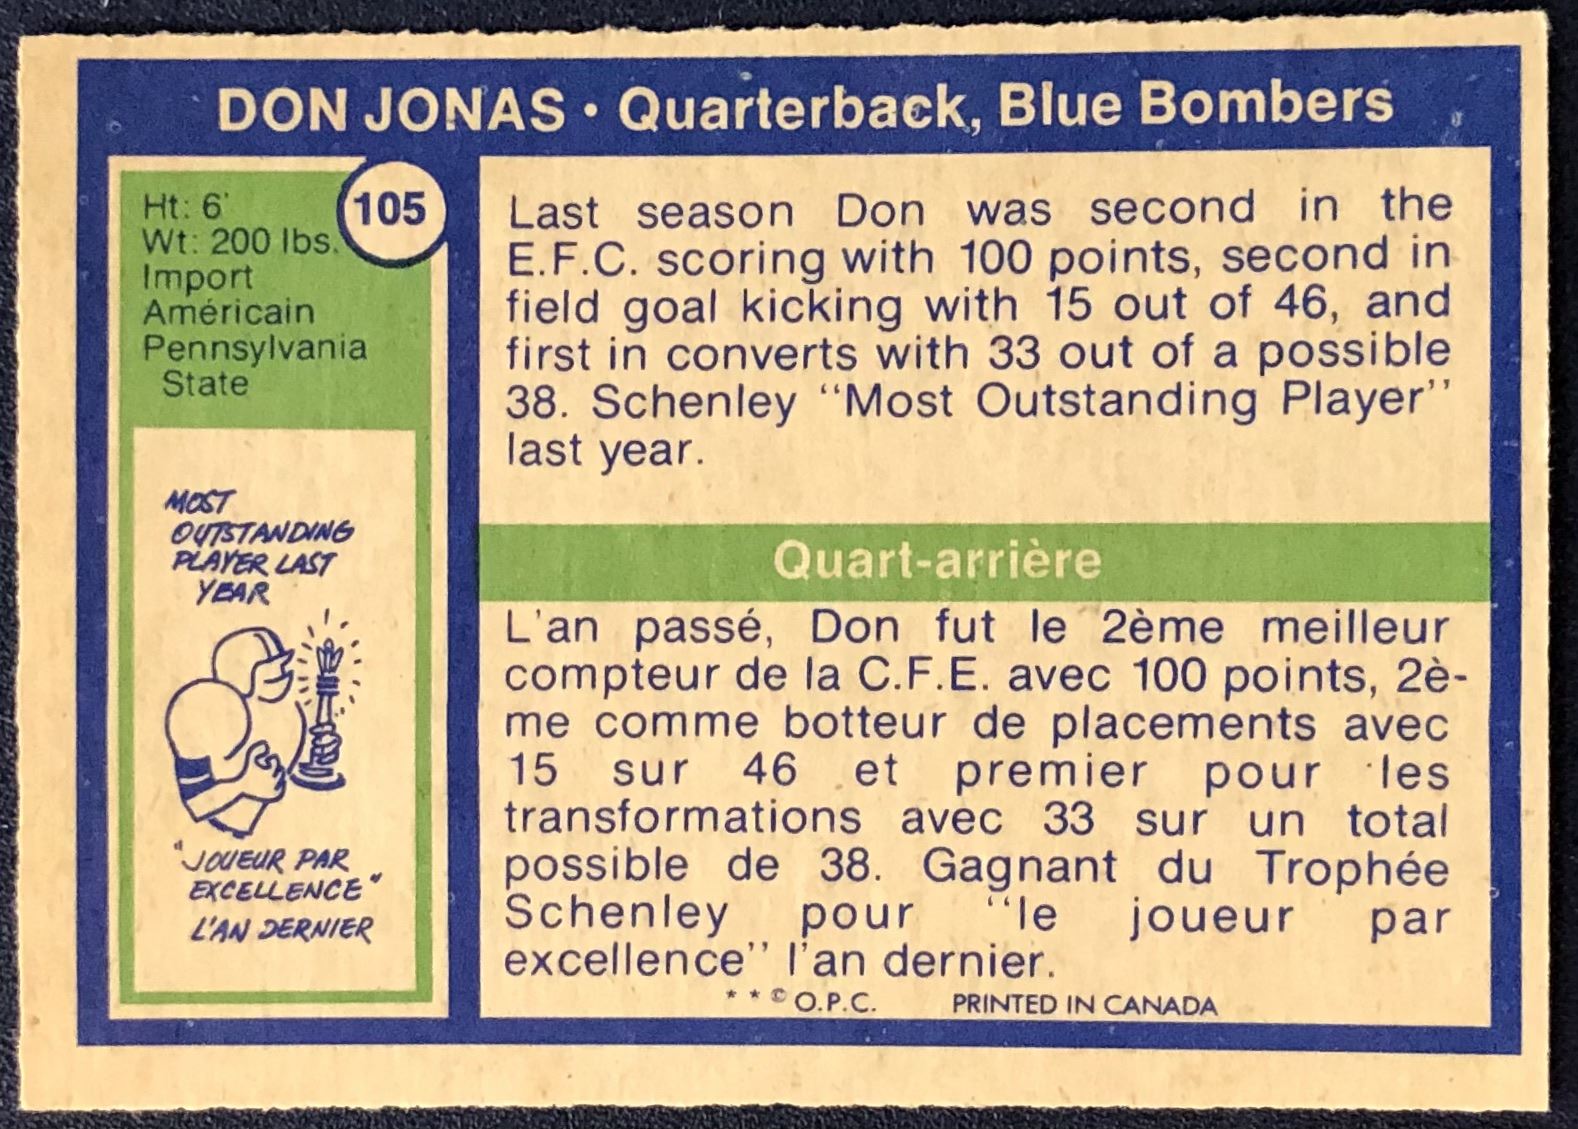 DON JONAS • Quarterback, Blue Bombers
105
Ht: 6'
Wt: 200 lbs.
Import
Américain
Pennsylvania
State
MOST
OUTSTANDING
PLAYER LAST
YEAR
"JOUEUR PAR
EXCELLENCE"
L'AN DERNIER
Last season Don was second in the
E.F.C. scoring with 100 points, second in
field goal kicking with 15 out of 46, and
first in converts with 33 out of a possible
38. Schenley "Most Outstanding Player"
last year.
Quart-arrière
L'an passé, Don fut le 2ème meilleur
compteur de la C.F.E. avec 100 points, 2è-
me comme botteur de placements avec
15 sur 46 et premier pour les
transformations avec 33 sur un total
possible de 38. Gagnant du Trophée
Schenley pour "le joueur par
excellence" l'an dernier.
* * © O.P.C. PRINTED IN CANADA